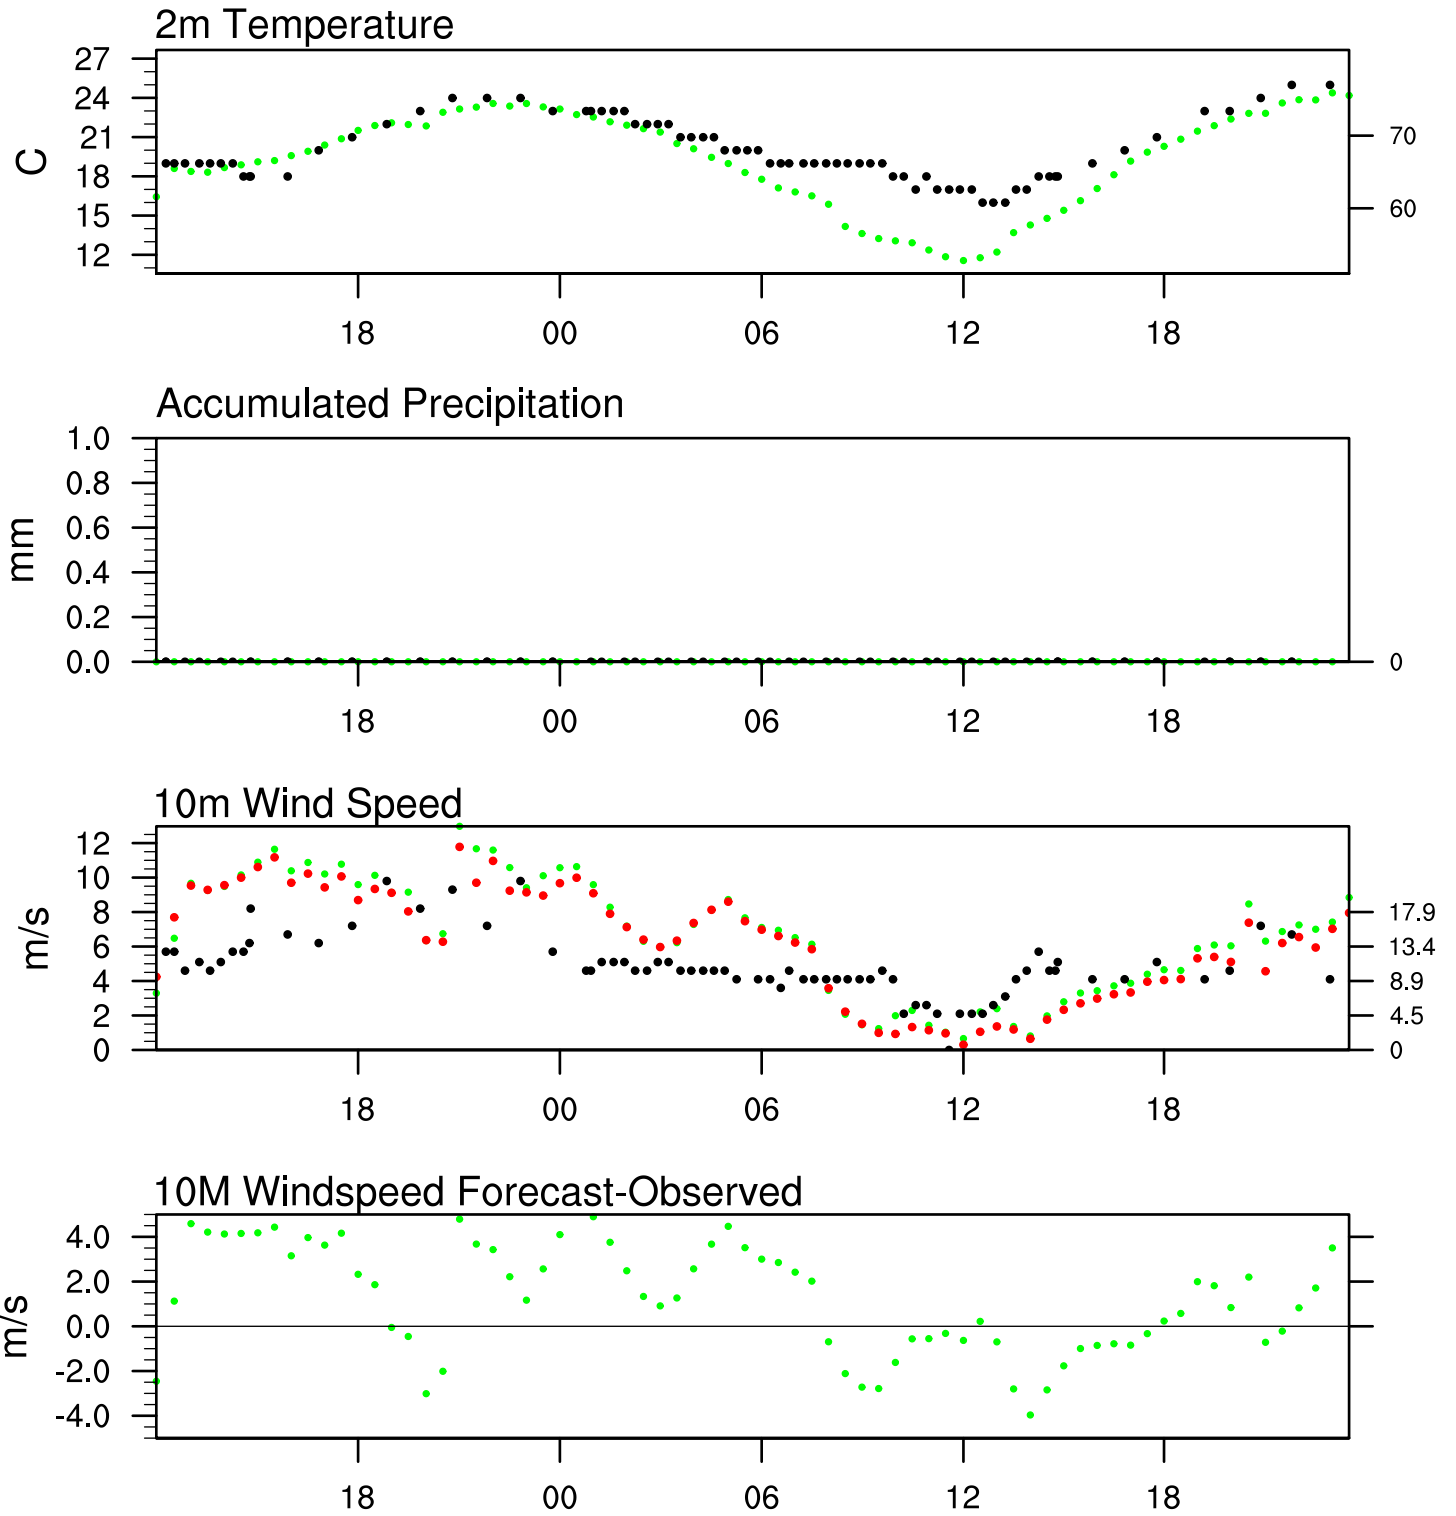 2m Temperature
27
24
21
18
15
12
C
70
60
18 00 06 12 18
Accumulated Precipitation
1.0
0.8
0.6
0.4
0.2
0.0
mm
0
18 00 06 12 18
10m Wind Speed
12
10
8
6
4
2
0
m/s
17.9
13.4
8.9
4.5
0
18 00 06 12 18
10M Windspeed Forecast-Observed
4.0
2.0
0.0
-2.0
-4.0
m/s
18 00 06 12 18